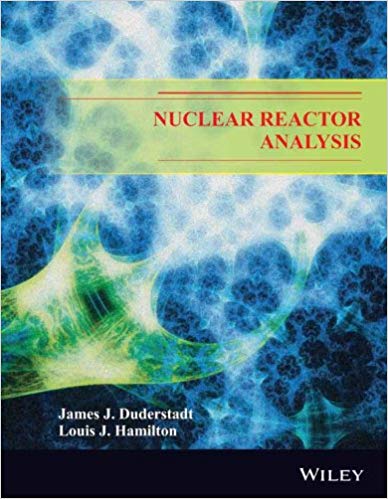 NUCLEAR REACTOR
ANALYSIS
James J. Duderstadt
Louis J. Hamilton
WILEY